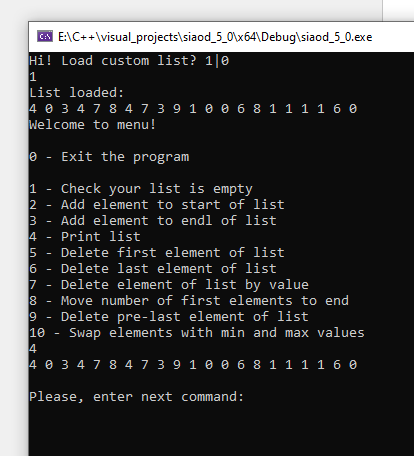 E:\C++\visual_projects\siaod_5_0\x64\Debug\siaod_5_0.exe
Hi! Load custom list? 1|0
1
List loaded:
4 0 3 4 7 8 4 7 3 9 1 0 0 6 8 1 1 1 1 6 0
Welcome to menu!
0 - Exit the program
1 - Check your list is empty
2 - Add element to start of list
3 - Add element to endl of list
4 - Print list
5 - Delete first element of list
6 - Delete last element of list
7 - Delete element of list by value
8 - Move number of first elements to end
9 - Delete pre-last element of list
10 - Swap elements with min and max values
4
4 0 3 4 7 8 4 7 3 9 1 0 0 6 8 1 1 1 1 6 0
Please, enter next command: